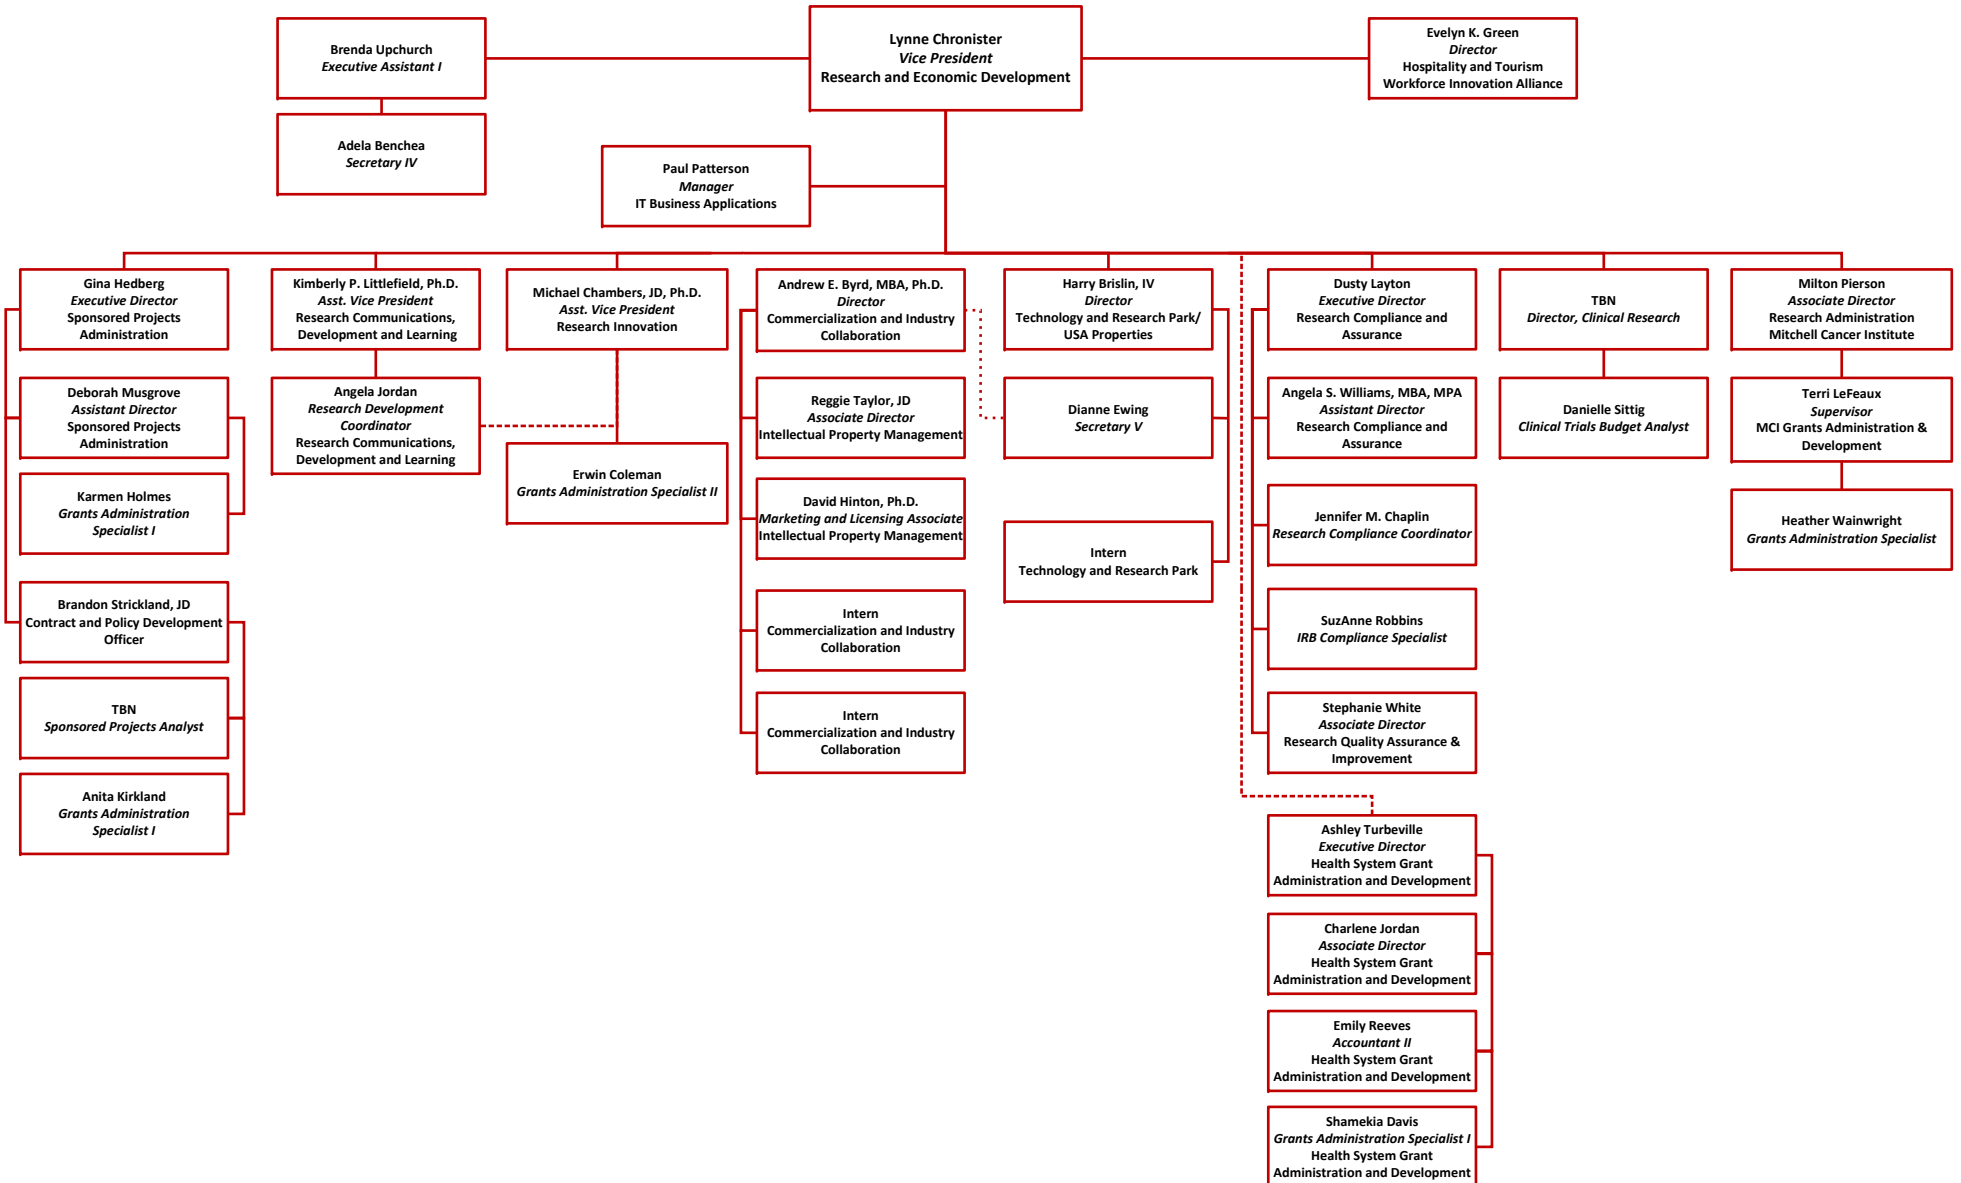 Brenda Upchurch
Executive Assistant I
Lynne Chronister
Vice President
Research and Economic Development
Evelyn K. Green
Director
Hospitality and Tourism
Workforce Innovation Alliance
Adela Benchea
Secretary IV
Paul Patterson
Manager
IT Business Applications
Gina Hedberg
Executive Director
Sponsored Projects
Administration
Kimberly P. Littlefield, Ph.D.
Asst. Vice President
Research Communications,
Development and Learning
Michael Chambers, JD, Ph.D.
Asst. Vice President
Research Innovation
Andrew E. Byrd, MBA, Ph.D.
Director
Commercialization and Industry
Collaboration
Harry Brislin, IV
Director
Technology and Research Park/
USA Properties
Dusty Layton
Executive Director
Research Compliance and
Assurance
TBN
Director, Clinical Research
Milton Pierson
Associate Director
Research Administration
Mitchell Cancer Institute
Deborah Musgrove
Assistant Director
Sponsored Projects
Administration
Angela Jordan
Research Development
Coordinator
Research Communications,
Development and Learning
Erwin Coleman
Grants Administration Specialist II
Reggie Taylor, JD
Associate Director
Intellectual Property Management
Dianne Ewing
Secretary V
Angela S. Williams, MBA, MPA
Assistant Director
Research Compliance and
Assurance
Danielle Sittig
Clinical Trials Budget Analyst
Terri LeFeaux
Supervisor
MCI Grants Administration &
Development
Karmen Holmes
Grants Administration
Specialist I
David Hinton, Ph.D.
Marketing and Licensing Associate
Intellectual Property Management
Intern
Technology and Research Park
Jennifer M. Chaplin
Research Compliance Coordinator
Heather Wainwright
Grants Administration Specialist
Brandon Strickland, JD
Contract and Policy Development
Officer
Intern
Commercialization and Industry
Collaboration
SuzAnne Robbins
IRB Compliance Specialist
TBN
Sponsored Projects Analyst
Intern
Commercialization and Industry
Collaboration
Stephanie White
Associate Director
Research Quality Assurance &
Improvement
Anita Kirkland
Grants Administration
Specialist I
Ashley Turbeville
Executive Director
Health System Grant
Administration and Development
Charlene Jordan
Associate Director
Health System Grant
Administration and Development
Emily Reeves
Accountant II
Health System Grant
Administration and Development
Shamekia Davis
Grants Administration Specialist I
Health System Grant
Administration and Development